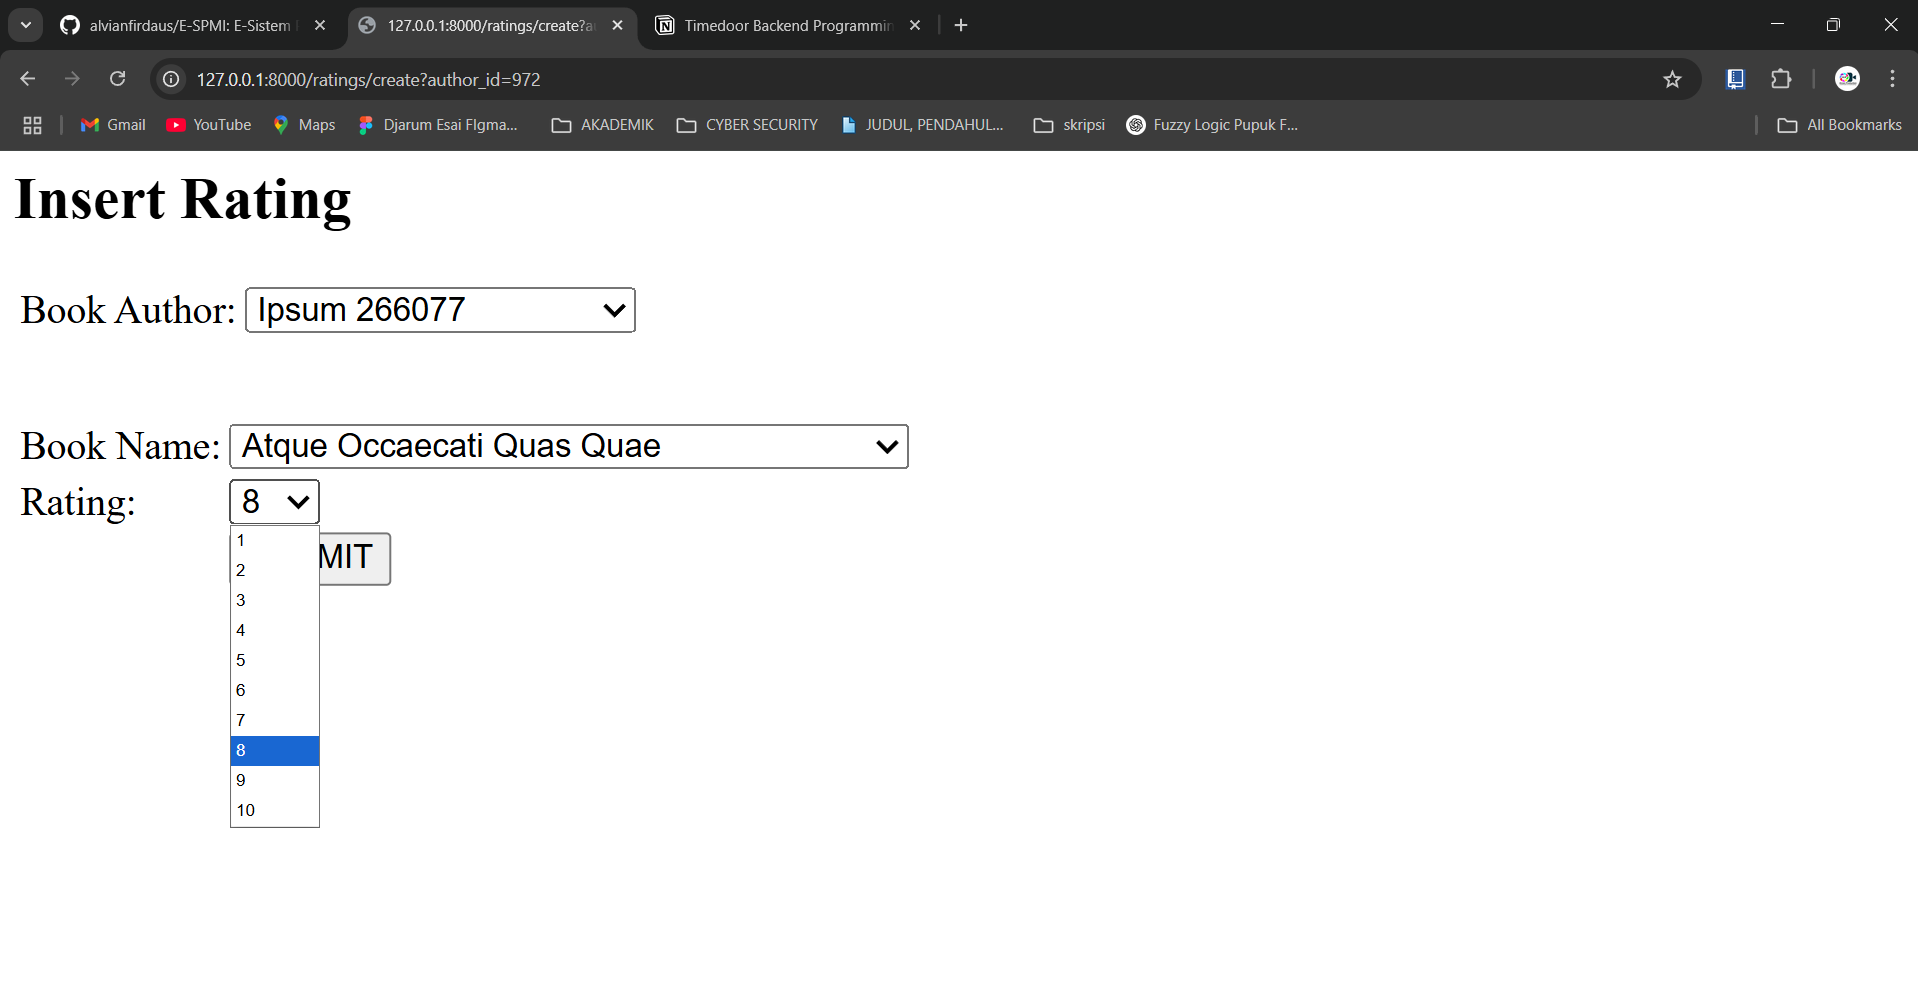 alvianfirdaus/E-SPMI: E-Sistem
127.0.0.1:8000/ratings/create?a
Timedoor Backend Programmin
127.0.0.1:8000/ratings/create?author_id=972
Gmail
YouTube
Maps
Djarum Esai FIgma...
AKADEMIK
CYBER SECURITY
JUDUL, PENDAHUL...
skripsi
Fuzzy Logic Pupuk F...
All Bookmarks
Insert Rating
Book Author: Ipsum 266077
Book Name: Atque Occaecati Quas Quae
Rating: 8
MIT
1
2
3
4
5
6
7
8
9
10